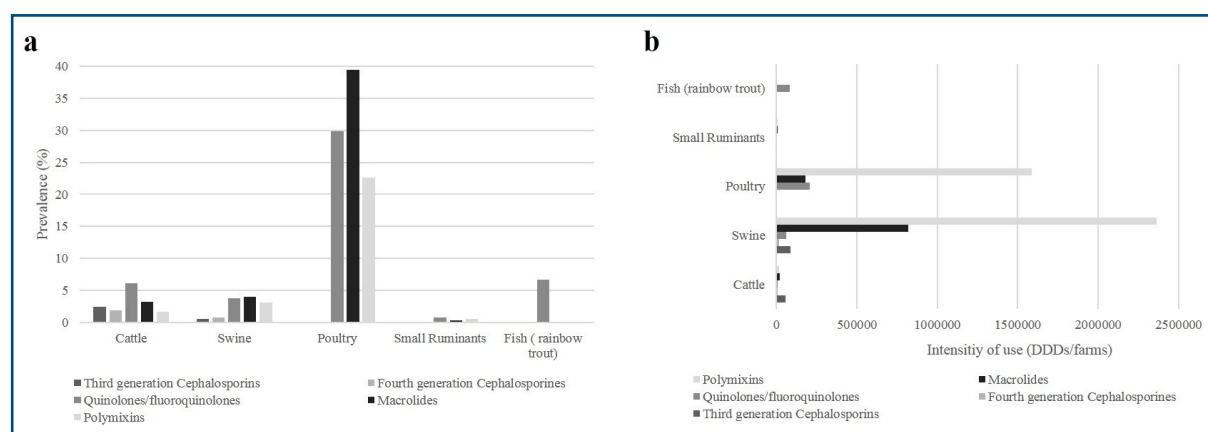 a
40
35
30
25
20
15
10
5
0
Prevalence (%)
Cattle
Swine
Poultry
Small Ruminants
Fish ( rainbow
trout)
Third generation Cephalosporins
Fourth generation Cephalosporines
Quinolones/fluoroquinolones
Macrolides
Polymixins
b
Fish (rainbow trout)
Small Ruminants
Poultry
Swine
Cattle
0
500000
1000000
1500000
2000000
2500000
Intensitiy of use (DDDs/farms)
Polymixins
Macrolides
Quinolones/fluoroquinolones
Fourth generation Cephalosporines
Third generation Cephalosporins